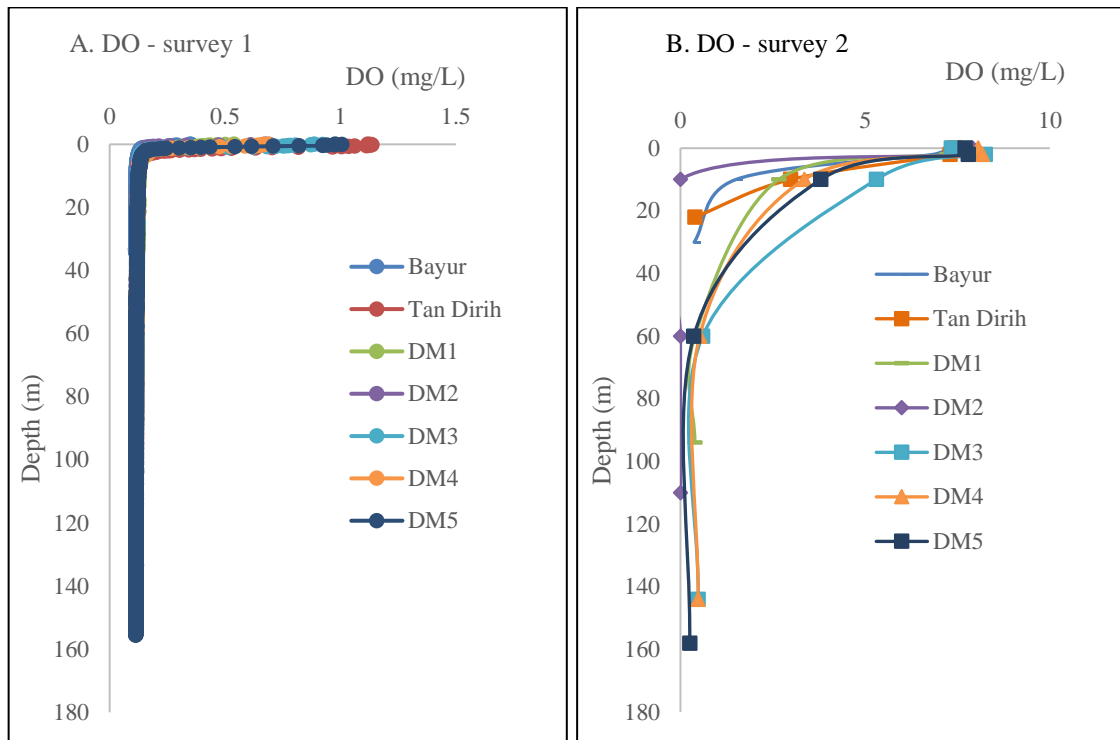 A. DO - survey 1
DO (mg/L)
0 0.5 1 1.5
0
20
40
60
80
100
120
140
160
180
Depth (m)
Bayur
Tan Dirih
DM1
DM2
DM3
DM4
DM5
B. DO - survey 2
DO (mg/L)
0 5 10
0
20
40
60
80
100
120
140
160
180
Depth (m)
Bayur
Tan Dirih
DM1
DM2
DM3
DM4
DM5